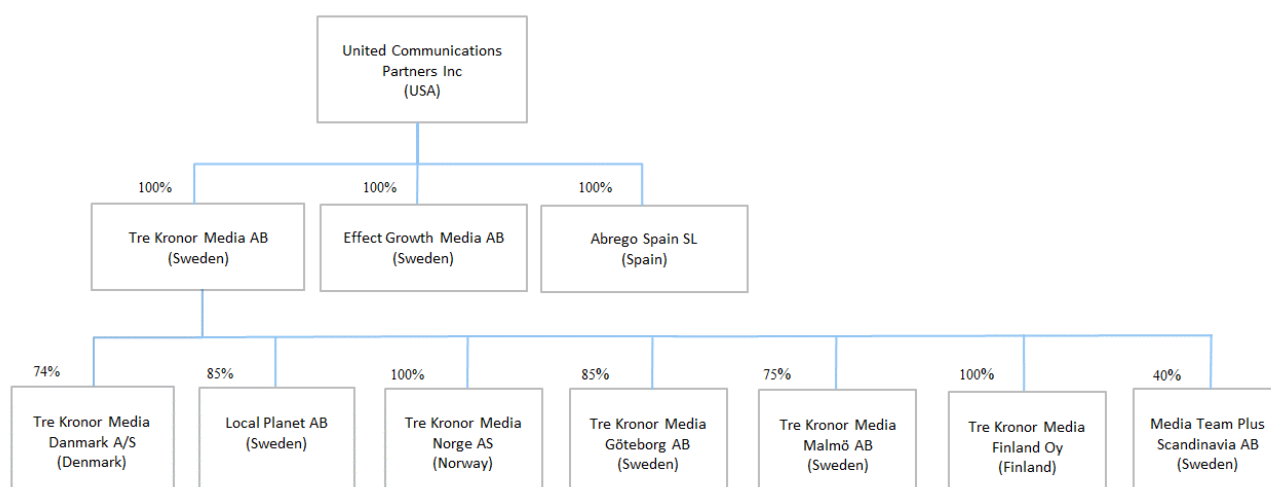 United Communications
Partners Inc
(USA)
100%
100%
100%
Tre Kronor Media AB
(Sweden)
Effect Growth Media AB
(Sweden)
Abrego Spain SL
(Spain)
74%
85%
100%
85%
75%
100%
40%
Tre Kronor Media
Danmark A/S
(Denmark)
Local Planet AB
(Sweden)
Tre Kronor Media
Norge AS
(Norway)
Tre Kronor Media
Göteborg AB
(Sweden)
Tre Kronor Media
Malmö AB
(Sweden)
Tre Kronor Media
Finland Oy
(Finland)
Media Team Plus
Scandinavia AB
(Sweden)